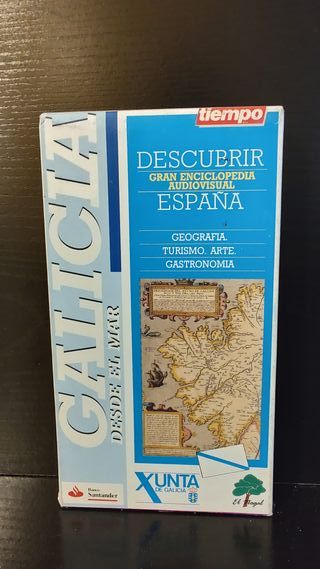 tiempo
DESCUBRIR
GRAN ENCICLOPEDIA
AUDIOVISUAL
ESPAÑA
GEOGRAFIA.
TURISMO. ARTE.
GASTRONOMIA
GALICIA
DESDE EL MAR
Banco
Santander
XUNTA
DE GALICIA